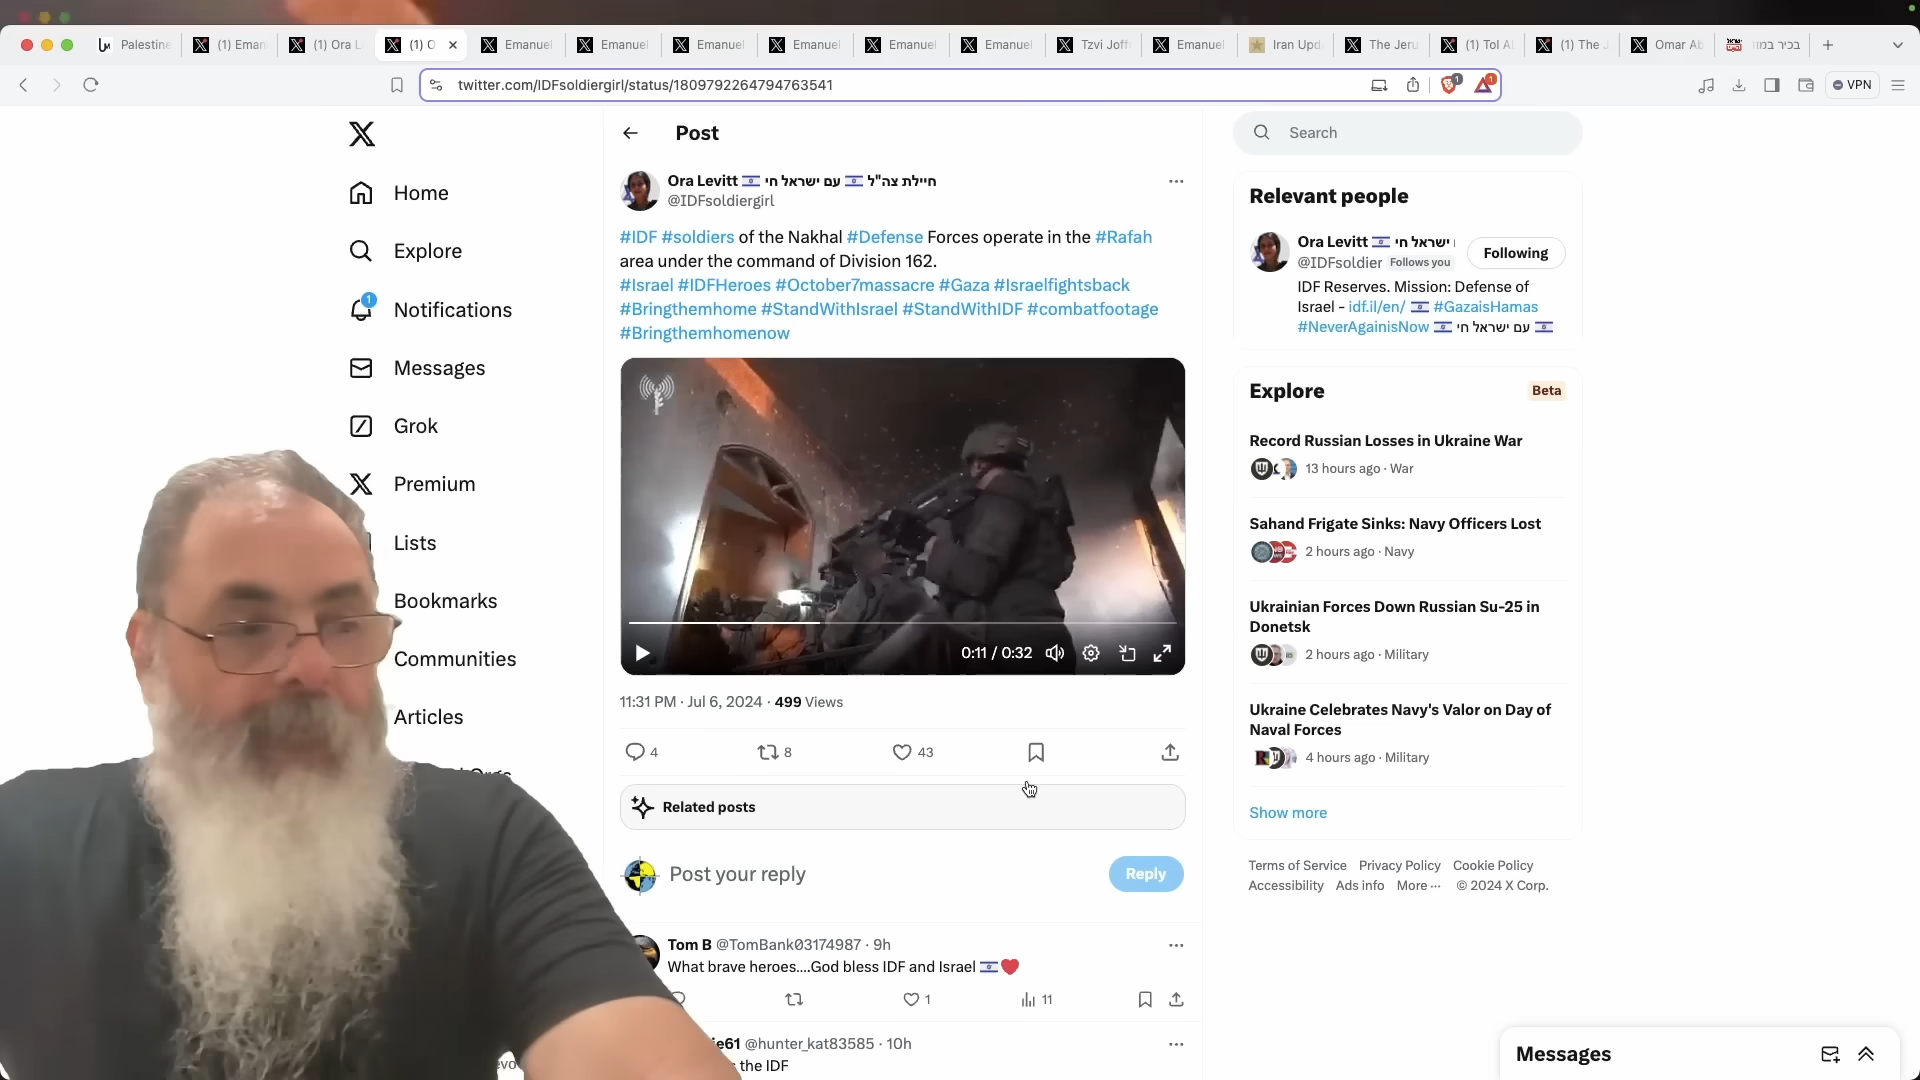 Palestine
(1) Eman
(1) Ora L
(1) O
Emanuel
Emanuel
Emanuel
Emanuel
Emanuel
Emanuel
Tzvi Joff
Emanuel
Iran Upd
The Jeru
(1) Tol Al
(1) The J
Omar Ab
בכיר במוז
twitter.com/IDFsoldiergirl/status/1809792264794763541
1
1
VPN
Home
Explore
1
Notifications
Messages
Grok
Premium
Lists
Bookmarks
Communities
Articles
Post
Ora Levitt 🇮🇱 עם ישראל חי 🇮🇱 חיילת צה"ל
@IDFsoldiergirl
#IDF #soldiers of the Nakhal #Defense Forces operate in the #Rafah
area under the command of Division 162.
#Israel #IDFHeroes #October7massacre #Gaza #Israelfightsback
#Bringthemhome #StandWithIsrael #StandWithIDF #combatfootage
#Bringthemhomenow
0:11 / 0:32
11:31 PM · Jul 6, 2024 · 499 Views
4
8
43
Related posts
Post your reply
Reply
Tom B @TomBank03174987 · 9h
What brave heroes....God bless IDF and Israel 🇮🇱❤️
1
11
ie61 @hunter_kat83585 · 10h
the IDF
Search
Relevant people
Ora Levitt 🇮🇱 ישראל חי
@IDFsoldier Follows you
Following
IDF Reserves. Mission: Defense of
Israel - idf.il/en/ 🇮🇱 #GazaisHamas
#NeverAgainisNow 🇮🇱 עם ישראל חי 🇮🇱
Explore
Beta
Record Russian Losses in Ukraine War
13 hours ago · War
Sahand Frigate Sinks: Navy Officers Lost
2 hours ago · Navy
Ukrainian Forces Down Russian Su-25 in
Donetsk
2 hours ago · Military
Ukraine Celebrates Navy's Valor on Day of
Naval Forces
4 hours ago · Military
Show more
Terms of Service Privacy Policy Cookie Policy
Accessibility Ads info More ··· © 2024 X Corp.
Messages